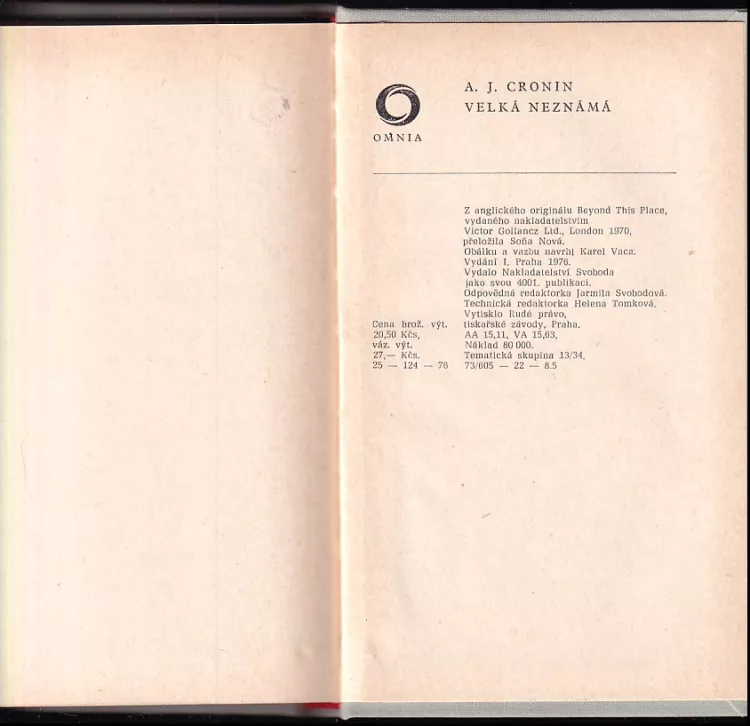 A. J. CRONIN
VELKÁ NEZNÁMÁ
OMNIA
Z anglického originálu Beyond This Place,
vydaného nakladatelstvím
Victor Gollancz Ltd., London 1970,
přeložila Soňa Nová.
Obálku a vazbu navrhl Karel Vaca.
Vydání I. Praha 1976.
Vydalo Nakladatelství Svoboda
jako svou 4001. publikaci.
Odpovědná redaktorka Jarmila Svobodová.
Technická redaktorka Helena Tomková.
Vytisklo Rudé právo,
Cena brož. výt. tiskařské závody, Praha.
20,50 Kčs, AA 15,11, VA 15,63.
váz. výt. Náklad 80 000.
27,— Kčs. Tematická skupina 13/34.
25 — 124 — 76 73/605 — 22 — 8.5